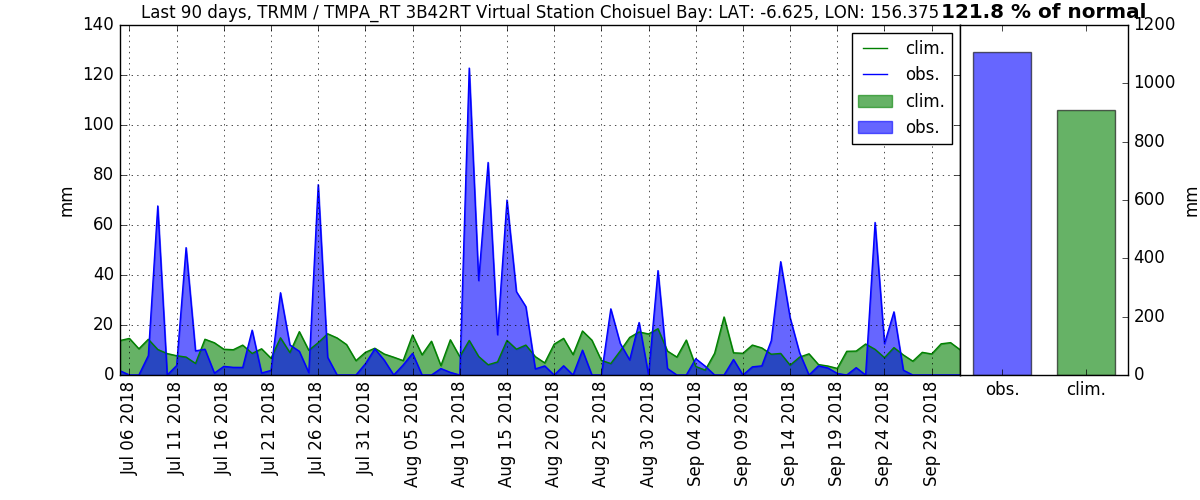 Last 90 days, TRMM / TMPA_RT 3B42RT Virtual Station Choisuel Bay: LAT: -6.625, LON: 156.375
121.8 % of normal
mm
140
120
100
80
60
40
20
0
clim.
obs.
clim.
obs.
Jul 06 2018
Jul 11 2018
Jul 16 2018
Jul 21 2018
Jul 26 2018
Jul 31 2018
Aug 05 2018
Aug 10 2018
Aug 15 2018
Aug 20 2018
Aug 25 2018
Aug 30 2018
Sep 04 2018
Sep 09 2018
Sep 14 2018
Sep 19 2018
Sep 24 2018
Sep 29 2018
1200
1000
800
600
400
200
0
mm
obs.
clim.